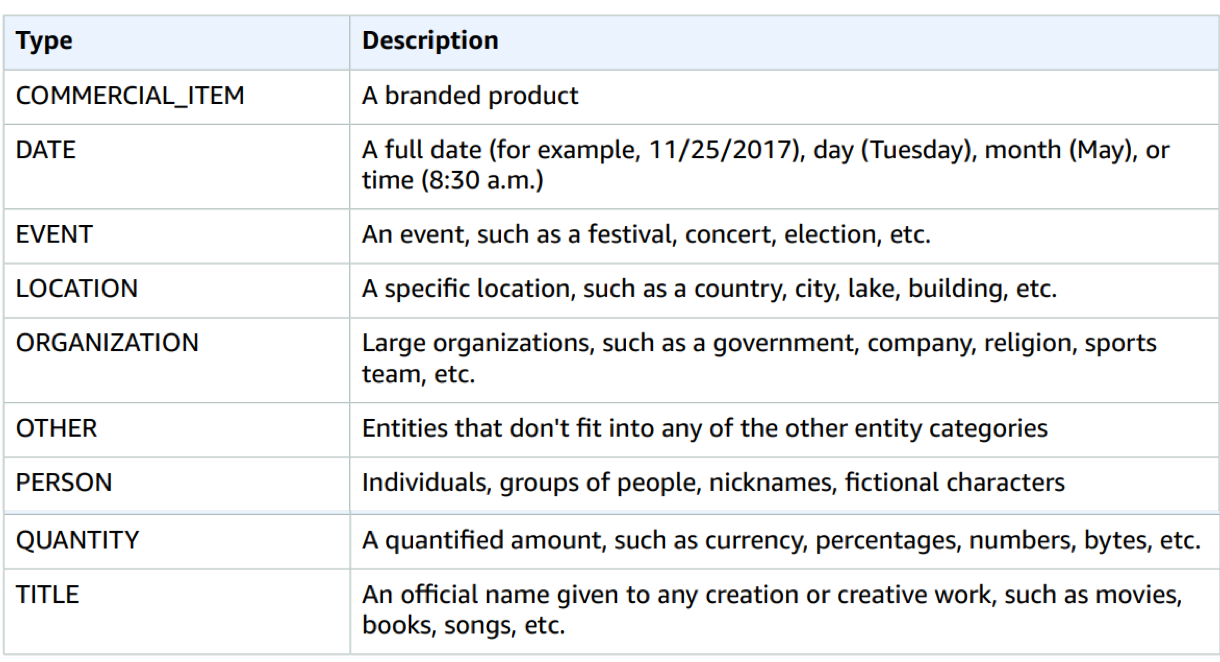 Type Description
COMMERCIAL_ITEM A branded product
DATE A full date (for example, 11/25/2017), day (Tuesday), month (May), or
time (8:30 a.m.)
EVENT An event, such as a festival, concert, election, etc.
LOCATION A specific location, such as a country, city, lake, building, etc.
ORGANIZATION Large organizations, such as a government, company, religion, sports
team, etc.
OTHER Entities that don't fit into any of the other entity categories
PERSON Individuals, groups of people, nicknames, fictional characters
QUANTITY A quantified amount, such as currency, percentages, numbers, bytes, etc.
TITLE An official name given to any creation or creative work, such as movies,
books, songs, etc.